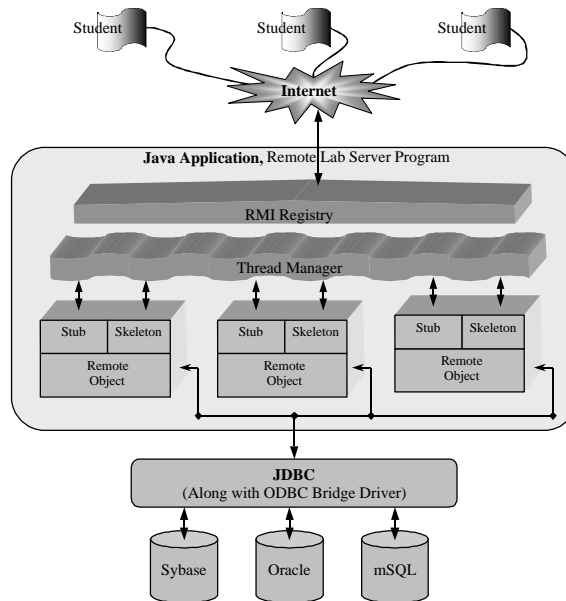 Student
Student
Student
Internet
Java Application, Remote Lab Server Program
RMI Registry
Thread Manager
Stub
Skeleton
Remote
Object
Stub
Skeleton
Remote
Object
Stub
Skeleton
Remote
Object
JDBC
(Along with ODBC Bridge Driver)
Sybase
Oracle
mSQL